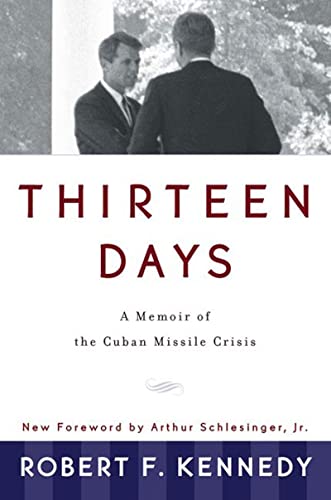 THIRTEEN
DAYS
A Memoir of
the Cuban Missile Crisis
New Foreword by Arthur Schlesinger, Jr.
ROBERT F. KENNEDY